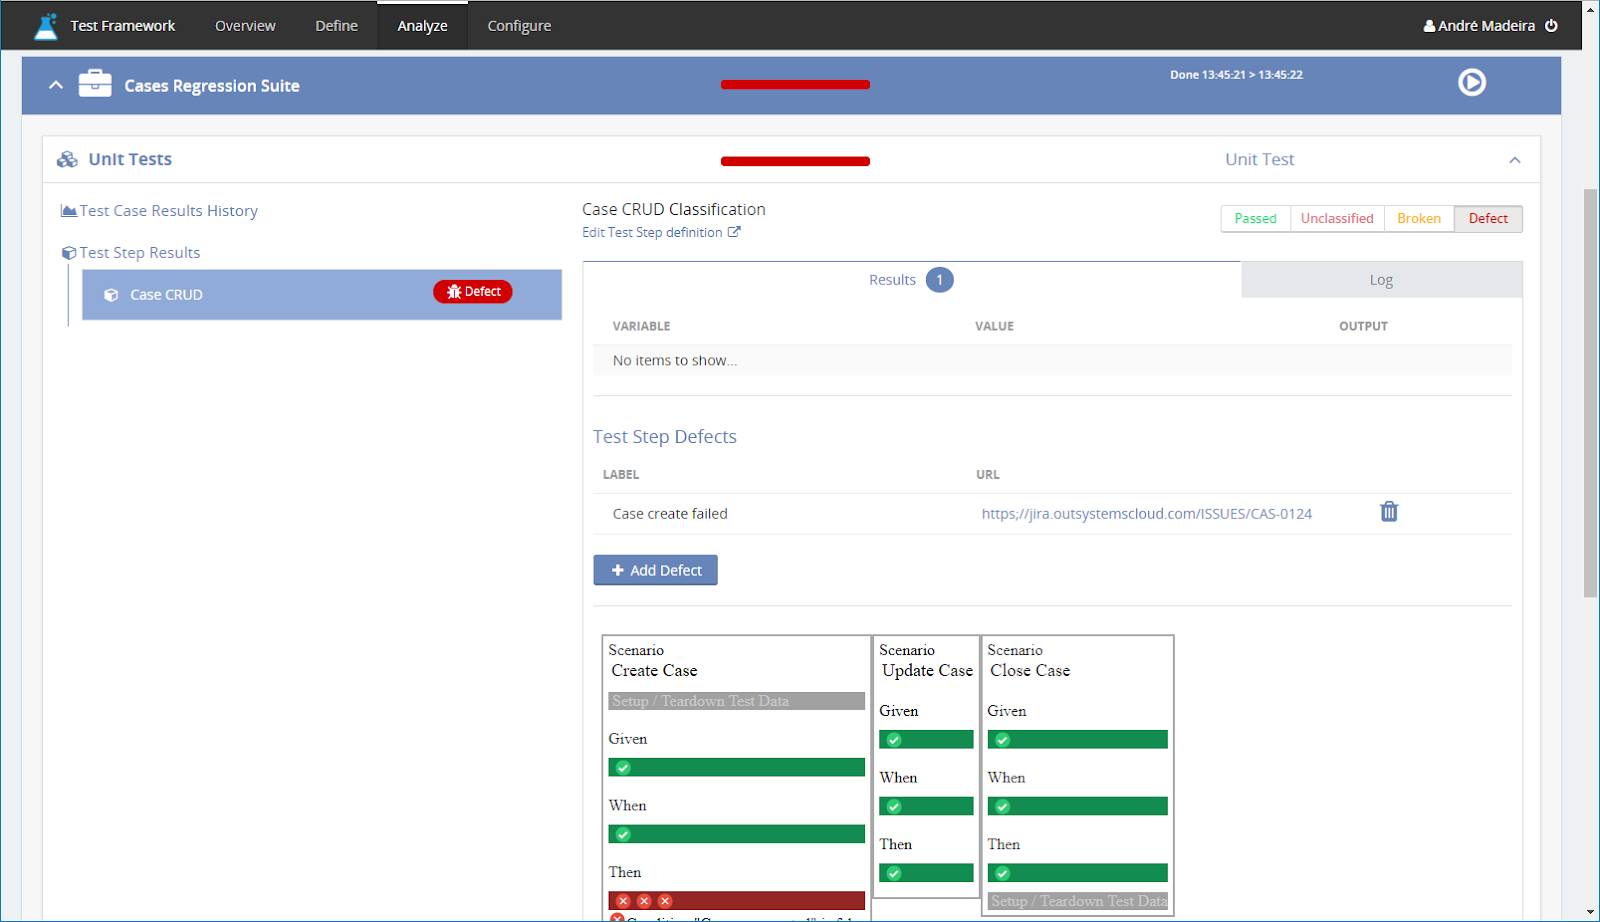 Test Framework Overview Define Analyze Configure André Madeira
Cases Regression Suite Done 13:45:21 > 13:45:22
Unit Tests Unit Test
Test Case Results History
Test Step Results
Case CRUD Defect
Case CRUD Classification
Edit Test Step definition
Passed Unclassified Broken Defect
Results 1 Log
VARIABLE VALUE OUTPUT
No items to show...
Test Step Defects
LABEL URL
Case create failed https;//jira.outsystemscloud.com/ISSUES/CAS-0124
+ Add Defect
Scenario
Create Case
Setup / Teardown Test Data
Given
When
Then
Scenario
Update Case
Given
When
Then
Scenario
Close Case
Given
When
Then
Setup / Teardown Test Data